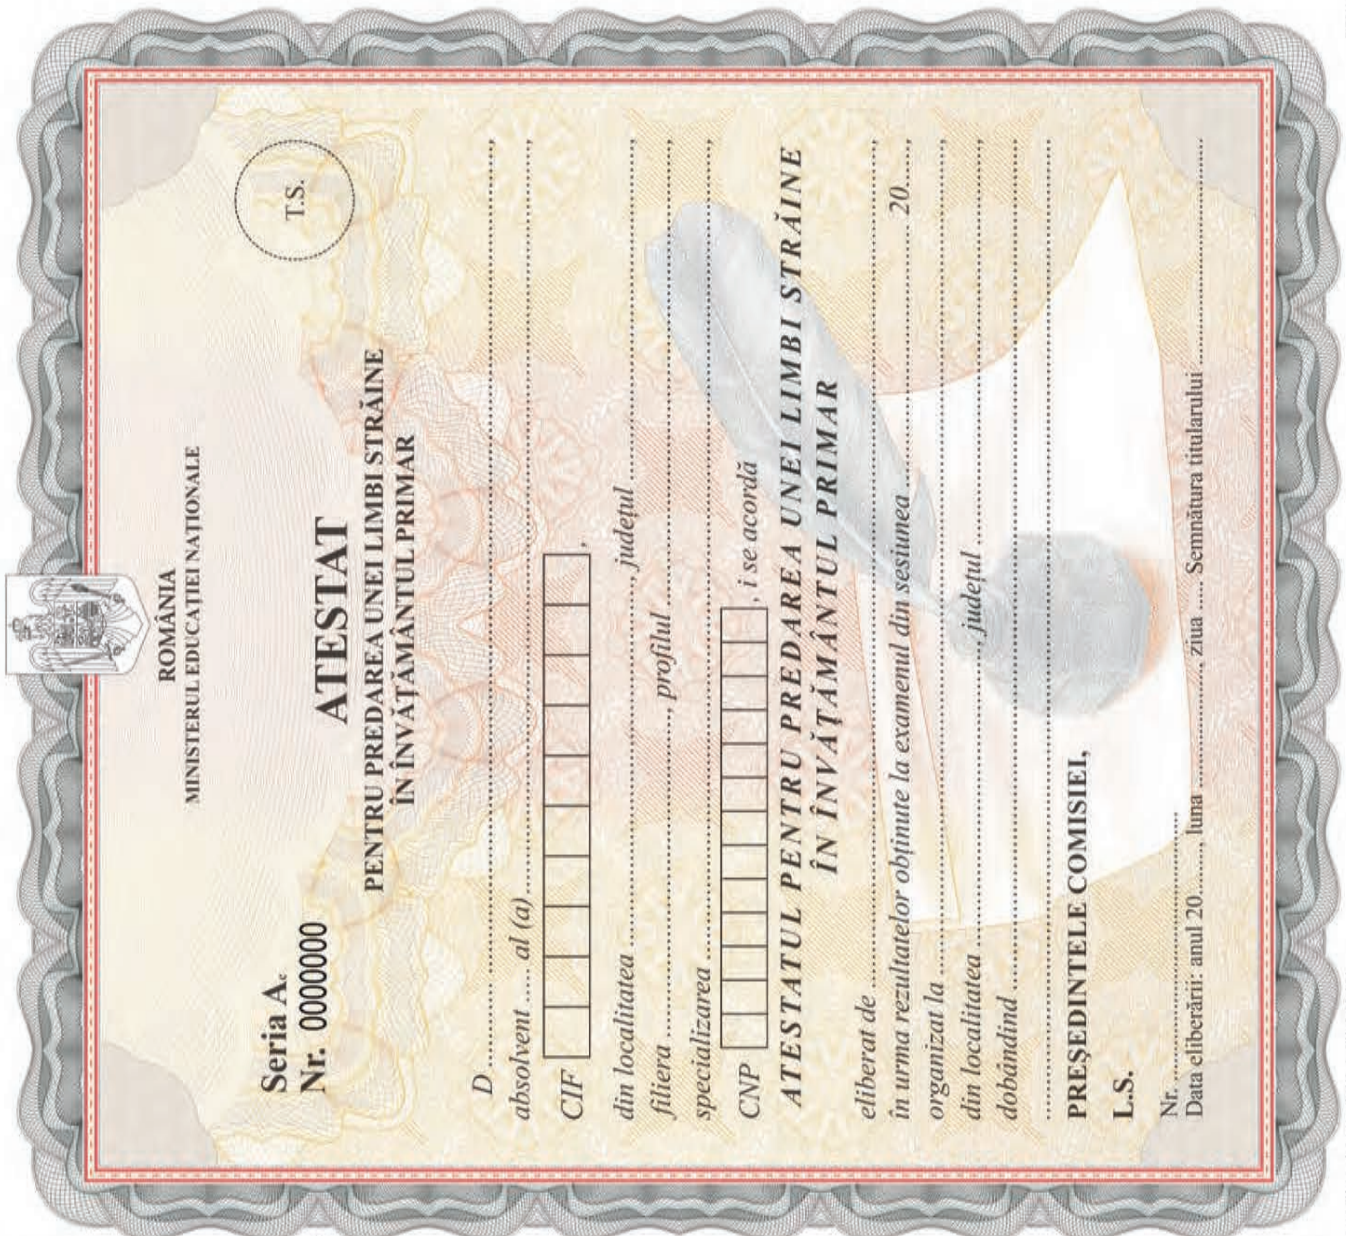 ROMÂNIA
MINISTERUL EDUCAȚIEI NAȚIONALE
Seria A.
Nr. 0000000
T.S.
ATESTAT
PENTRU PREDAREA UNEI LIMBI STRĂINE
ÎN ÎNVĂȚĂMÂNTUL PRIMAR
D.......... ..........................................................,
absolvent ..... al (a) ..........................................................,
CIF ,
din localitatea ...................................., județul ....................................,
filiera ...................................., profilul ....................................,
specializarea ..........................................................,
CNP , i se acordă
ATESTATUL PENTRU PREDAREA UNEI LIMBI STRĂINE
ÎN ÎNVĂȚĂMÂNTUL PRIMAR
eliberat de ..........................................................,
în urma rezultatelor obținute la examenul din sesiunea .................................... 20.....,
organizat la ..........................................................,
din localitatea ...................................., județul ....................................,
dobândind ..........................................................
..........................................................
PREȘEDINTELE COMISIEI,
L.S.
Nr. ....................................
Data eliberării: anul 20......., luna ................., ziua ..... Semnătura titularului ....................................